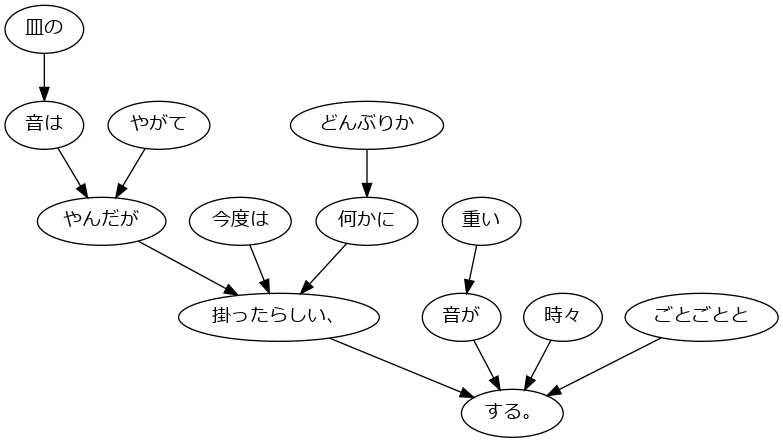 皿の
音は
やがて
どんぶりか
やんだが
今度は
何かに
重い
掛ったらしい、
音が
時々
ごとごとと
する。